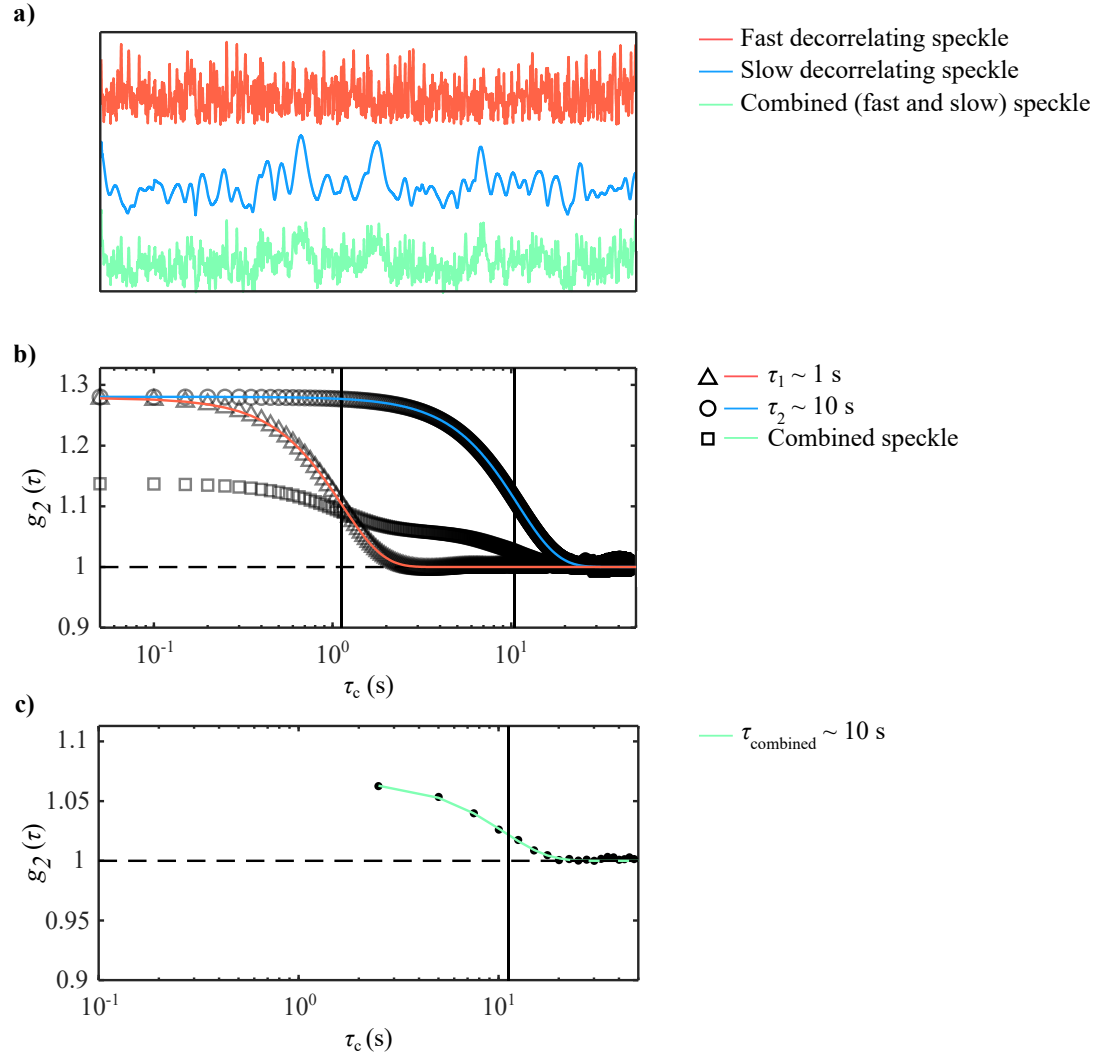 a)
Fast decorrelating speckle
Slow decorrelating speckle
Combined (fast and slow) speckle
b)
1.3
1.2
1.1
1
0.9
g₂(τ)
10⁻¹
10⁰
10¹
τc (s)
τ₁ ~ 1 s
τ₂ ~ 10 s
Combined speckle
c)
1.1
1.05
1
0.95
0.9
g₂(τ)
10⁻¹
10⁰
10¹
τc (s)
τcombined ~ 10 s